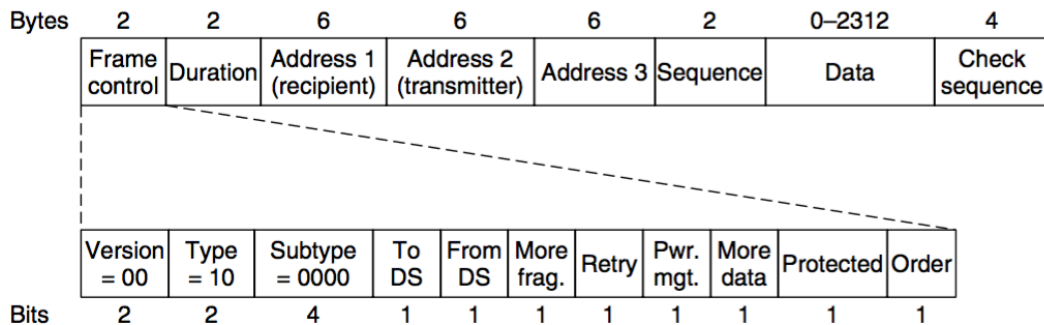 Bytes 2 2 6 6 6 2 0–2312 4
Frame control Duration Address 1 (recipient) Address 2 (transmitter) Address 3 Sequence Data Check sequence
Version = 00 Type = 10 Subtype = 0000 To DS From DS More frag. Retry Pwr. mgt. More data Protected Order
Bits 2 2 4 1 1 1 1 1 1 1 1